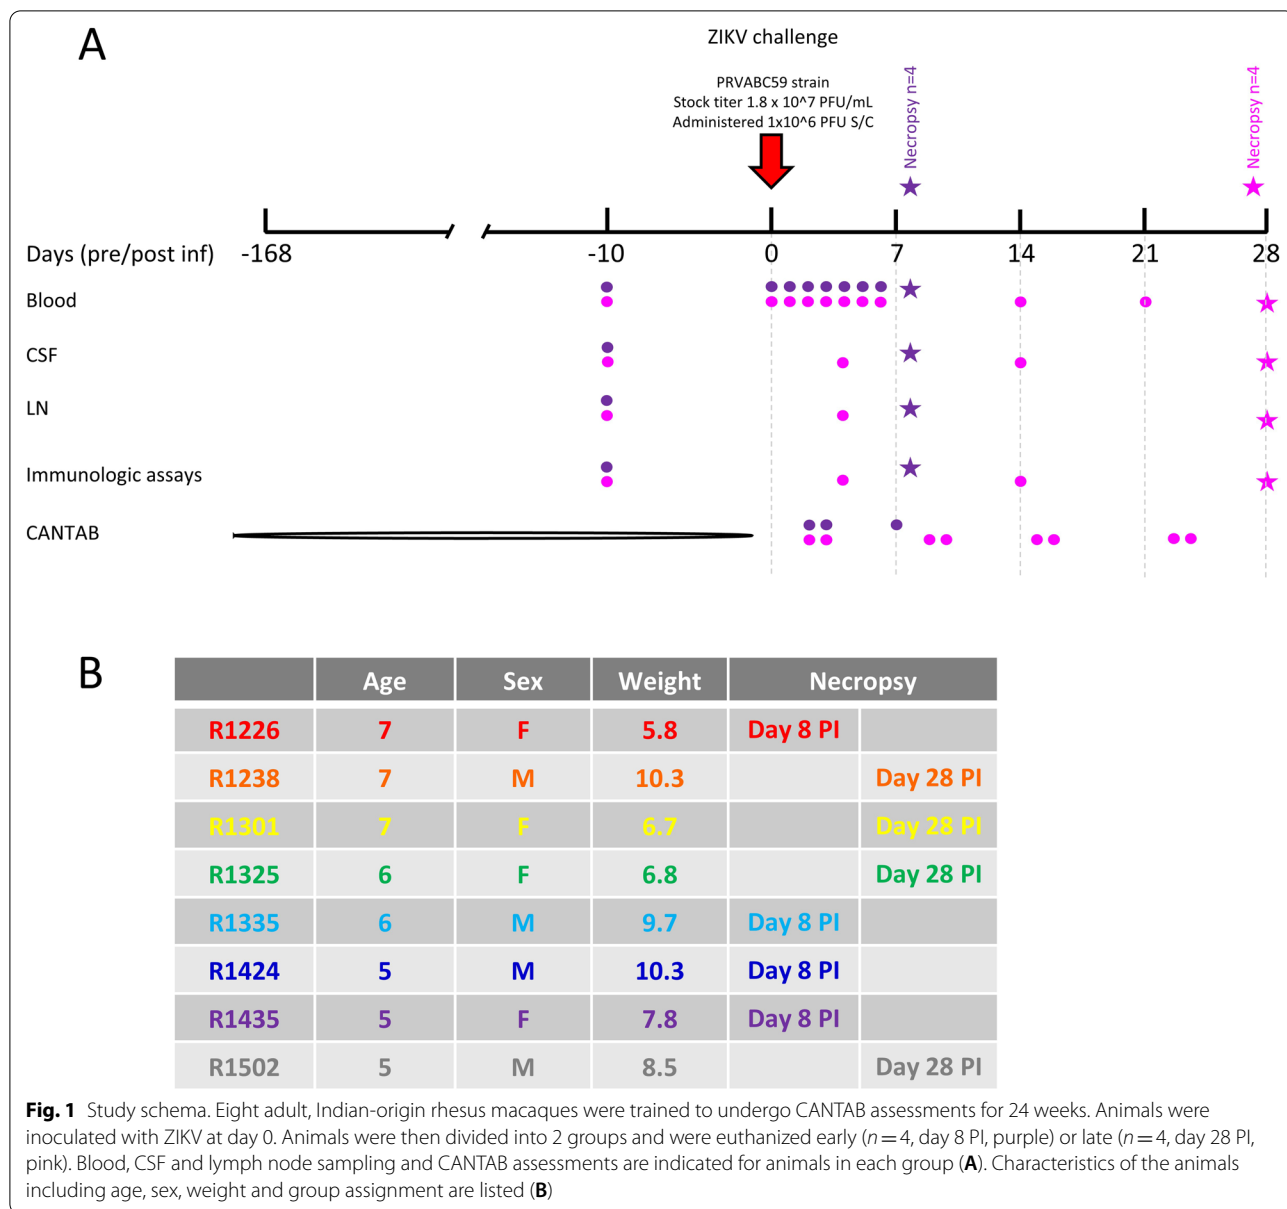 A
ZIKV challenge
PRVABC59 strain
Stock titer 1.8 x 10^7 PFU/mL
Administered 1x10^6 PFU S/C
Necropsy n=4
Necropsy n=4
Days (pre/post inf) -168 -10 0 7 14 21 28
Blood
CSF
LN
Immunologic assays
CANTAB
B
Age Sex Weight Necropsy
R1226 7 F 5.8 Day 8 PI
R1238 7 M 10.3 Day 28 PI
R1301 7 F 6.7 Day 28 PI
R1325 6 F 6.8 Day 28 PI
R1335 6 M 9.7 Day 8 PI
R1424 5 M 10.3 Day 8 PI
R1435 5 F 7.8 Day 8 PI
R1502 5 M 8.5 Day 28 PI
Fig. 1 Study schema. Eight adult, Indian-origin rhesus macaques were trained to undergo CANTAB assessments for 24 weeks. Animals were
inoculated with ZIKV at day 0. Animals were then divided into 2 groups and were euthanized early (n = 4, day 8 PI, purple) or late (n = 4, day 28 PI,
pink). Blood, CSF and lymph node sampling and CANTAB assessments are indicated for animals in each group (A). Characteristics of the animals
including age, sex, weight and group assignment are listed (B)